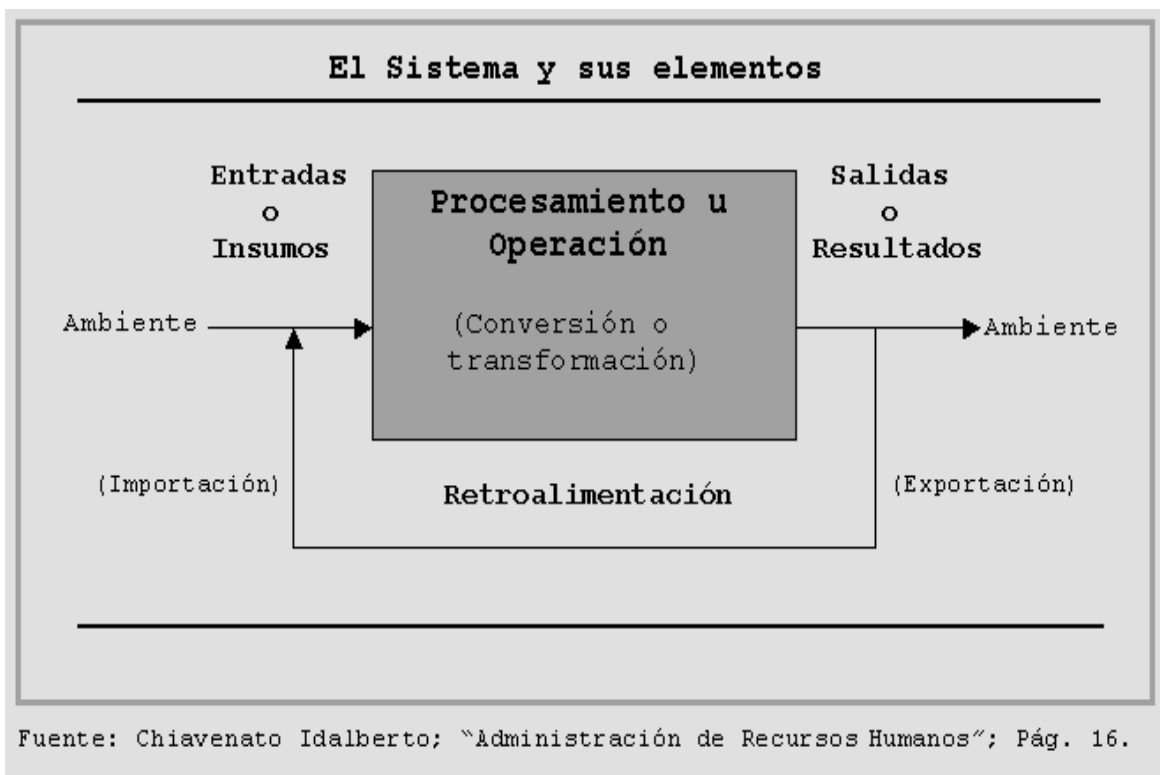 El Sistema y sus elementos
Entradas
o
Insumos
Procesamiento u
Operación
(Conversión o
transformación)
Salidas
o
Resultados
Ambiente
Ambiente
(Importación)
Retroalimentación
(Exportación)
Fuente: Chiavenato Idalberto; “Administración de Recursos Humanos”; Pág. 16.